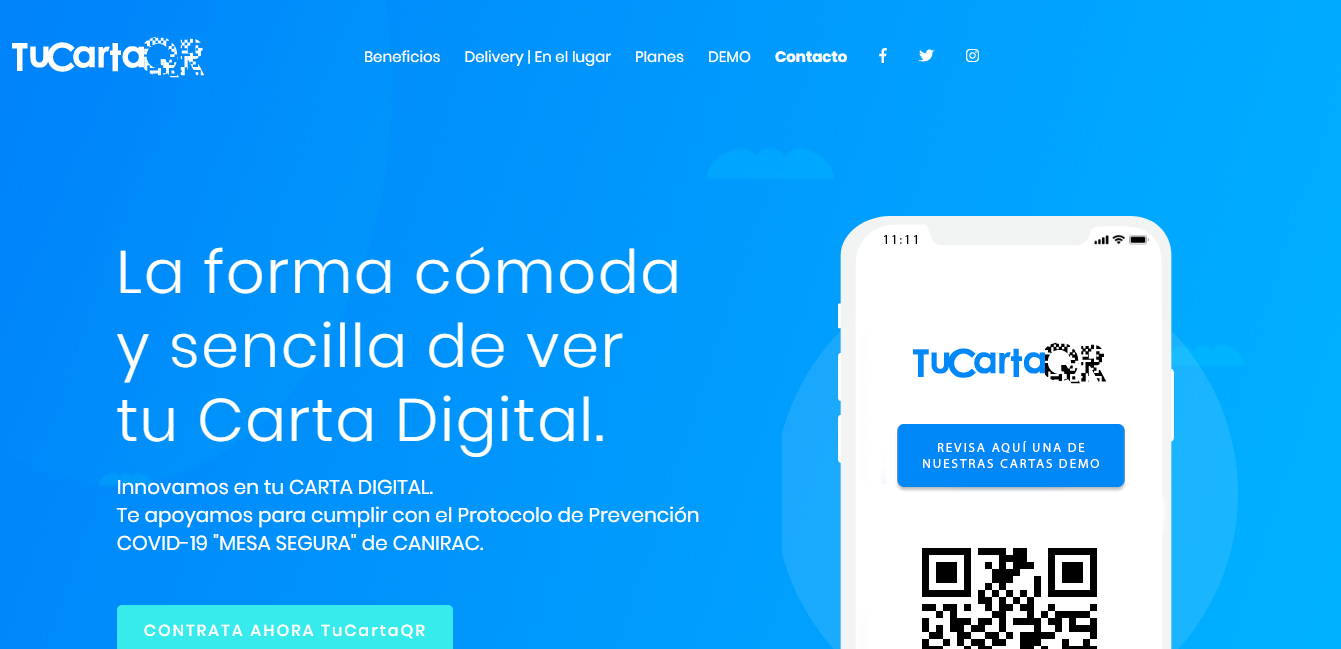 TuCartaQR
Beneficios
Delivery | En el lugar
Planes
DEMO
Contacto
La forma cómoda
y sencilla de ver
tu Carta Digital.
Innovamos en tu CARTA DIGITAL.
Te apoyamos para cumplir con el Protocolo de Prevención
COVID-19 "MESA SEGURA" de CANIRAC.
CONTRATA AHORA TuCartaQR
11:11
TuCartaQR
REVISA AQUÍ UNA DE
NUESTRAS CARTAS DEMO